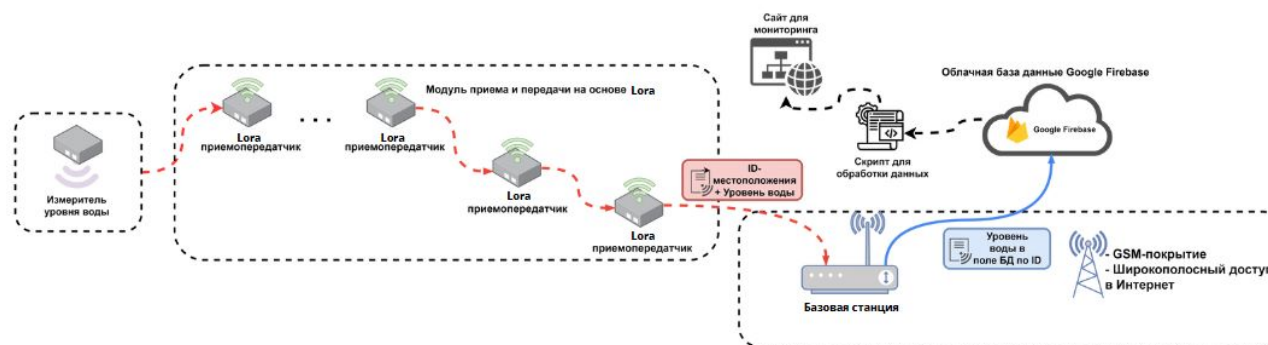 Сайт для
мониторинга
Облачная база данные Google Firebase
Модуль приема и передачи на основе Lora
Google Firebase
Lora
приемопередатчик
...
Lora
приемопередатчик
Скрипт для
обработки данных
ID-
местоположения
+ Уровень воды
Измеритель
уровня воды
Lora
приемопередатчик
Lora
приемопередатчик
Уровень
воды в
поле БД по ID
- GSM-покрытие
- Широкополосный доступ
в Интернет
Базовая станция